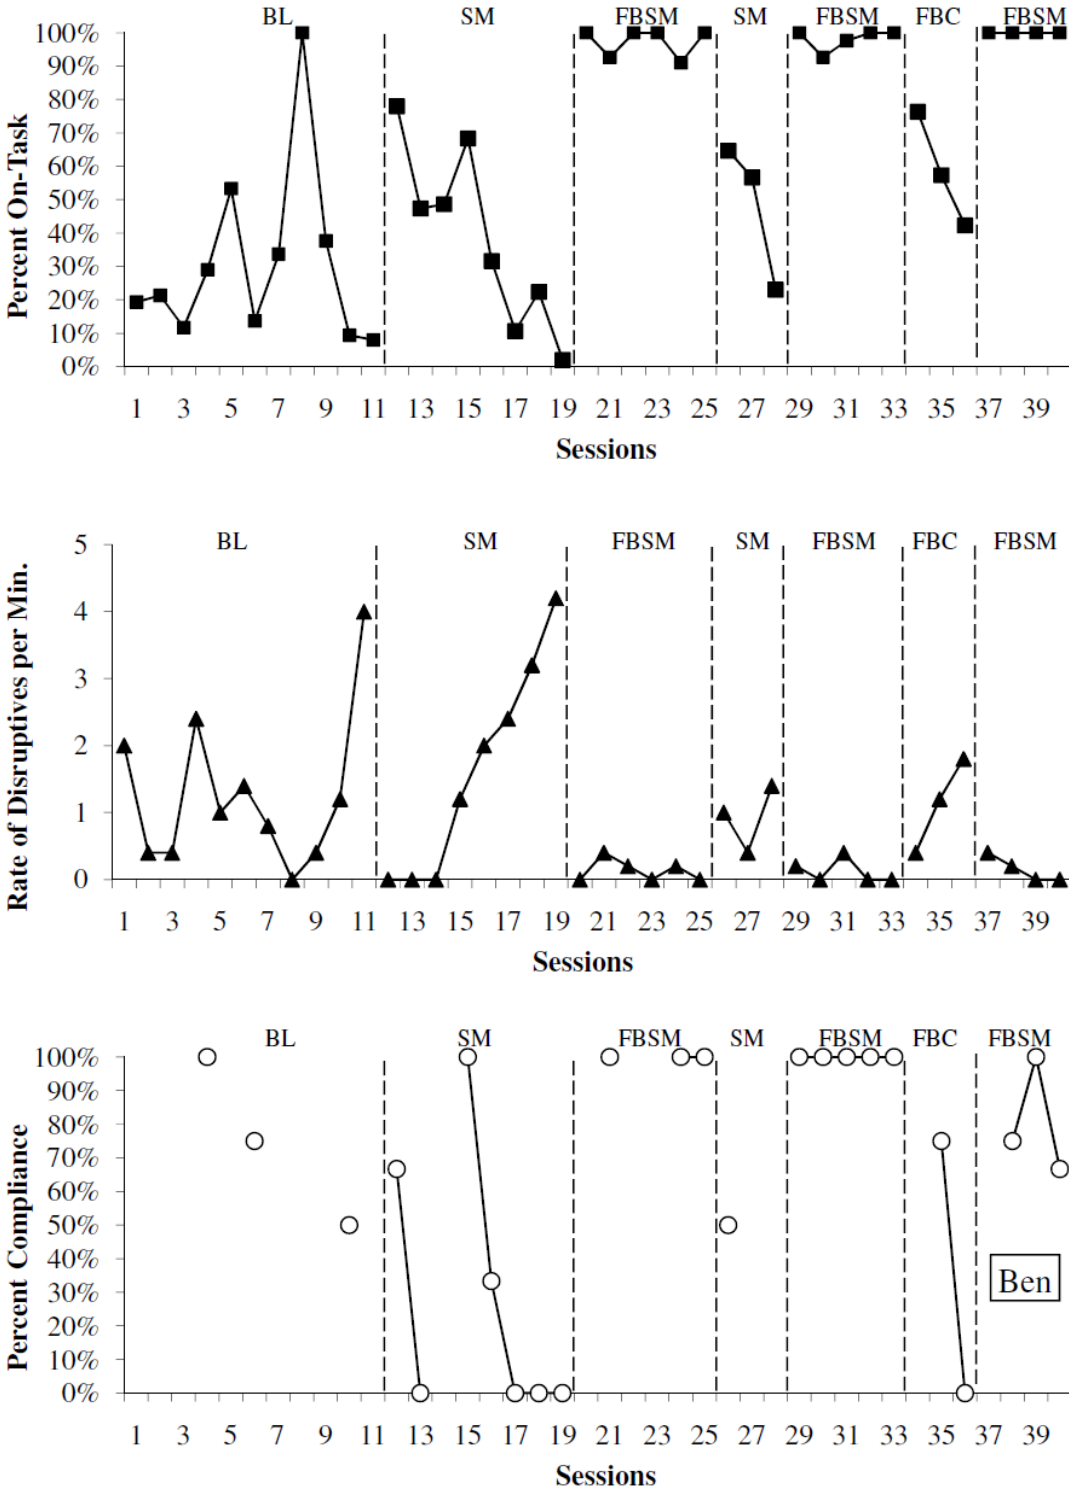 BL SM FBSM SM FBSM FBC FBSM
100%
90%
80%
70%
60%
50%
40%
30%
20%
10%
0%
Percent On-Task
1 3 5 7 9 11 13 15 17 19 21 23 25 27 29 31 33 35 37 39
Sessions
BL SM FBSM SM FBSM FBC FBSM
5
4
3
2
1
0
Rate of Disruptives per Min.
1 3 5 7 9 11 13 15 17 19 21 23 25 27 29 31 33 35 37 39
Sessions
BL SM FBSM SM FBSM FBC FBSM
100%
90%
80%
70%
60%
50%
40%
30%
20%
10%
0%
Percent Compliance
Ben
1 3 5 7 9 11 13 15 17 19 21 23 25 27 29 31 33 35 37 39
Sessions